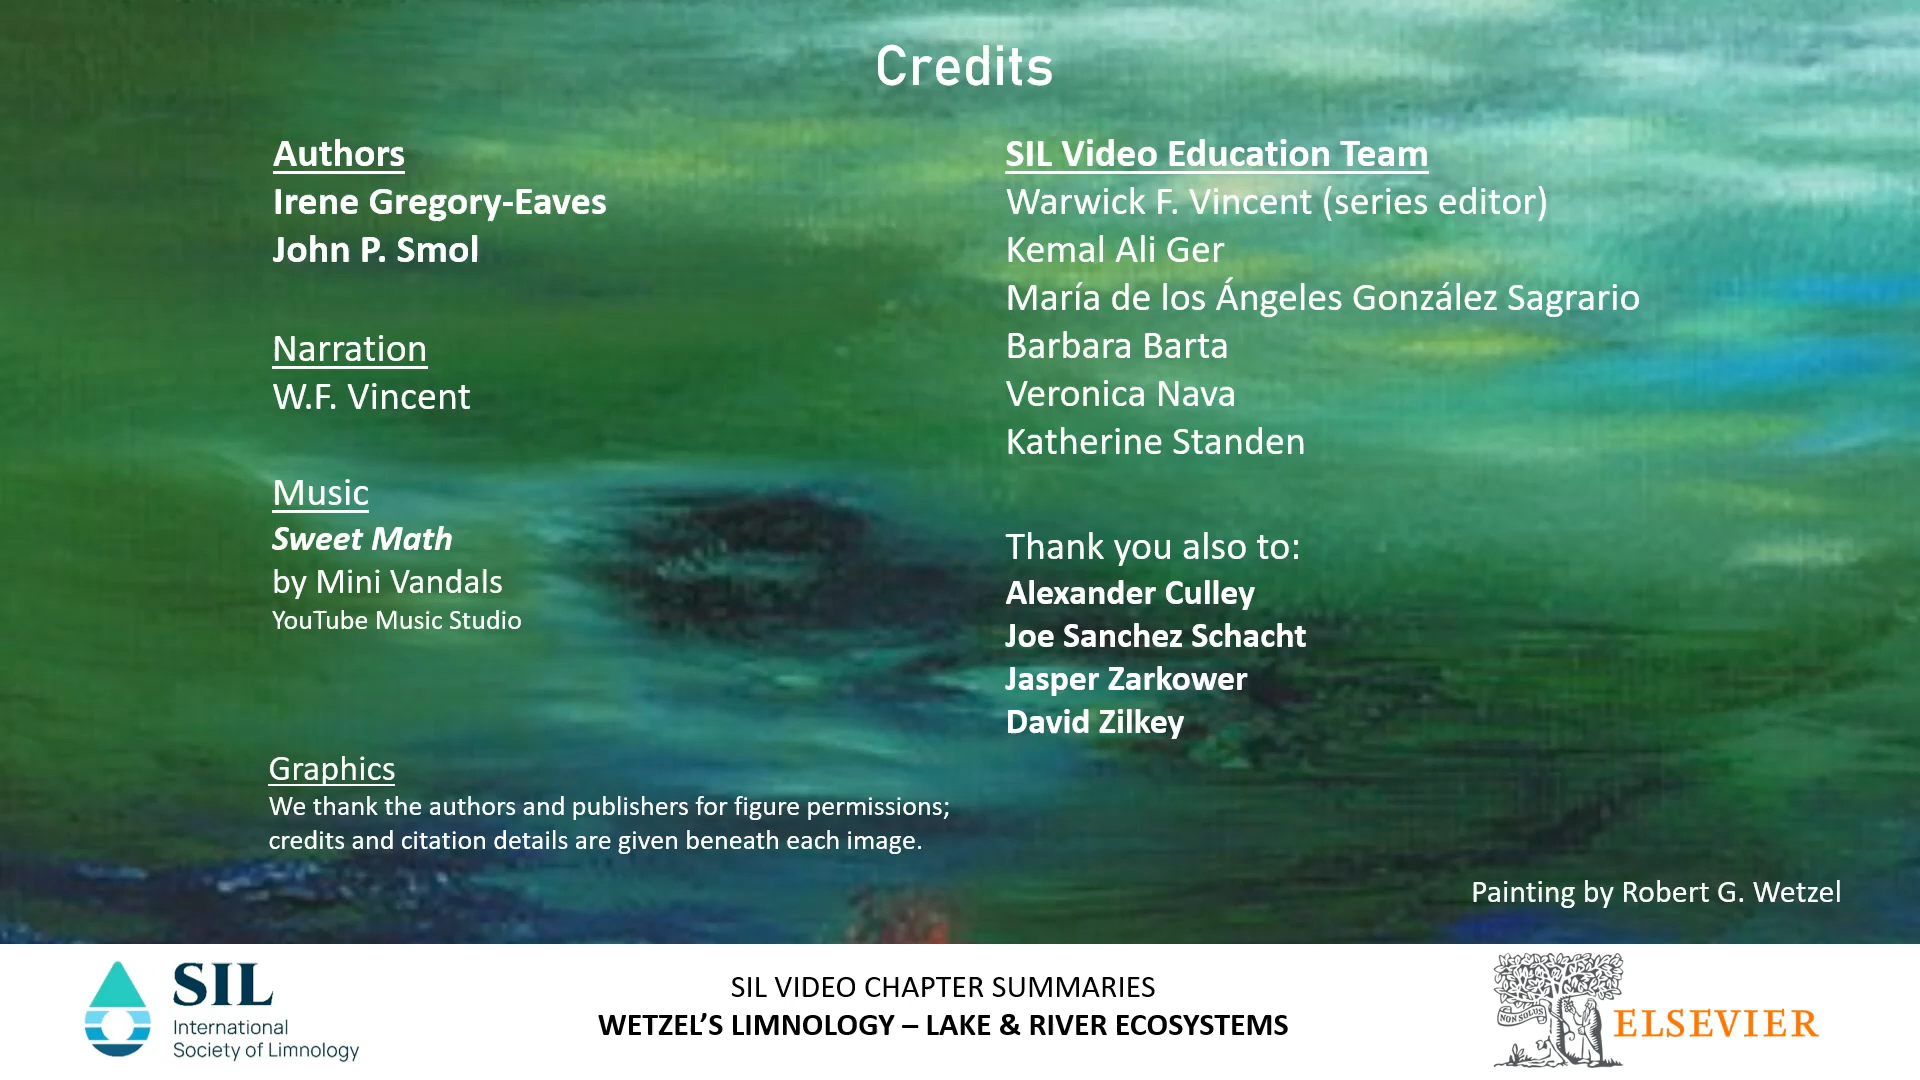 Credits
Authors
Irene Gregory-Eaves
John P. Smol
Narration
W.F. Vincent
Music
Sweet Math
by Mini Vandals
YouTube Music Studio
Graphics
We thank the authors and publishers for figure permissions;
credits and citation details are given beneath each image.
SIL Video Education Team
Warwick F. Vincent (series editor)
Kemal Ali Ger
María de los Ángeles González Sagrario
Barbara Barta
Veronica Nava
Katherine Standen
Thank you also to:
Alexander Culley
Joe Sanchez Schacht
Jasper Zarkower
David Zilkey
Painting by Robert G. Wetzel
SIL
International
Society of Limnology
SIL VIDEO CHAPTER SUMMARIES
WETZEL’S LIMNOLOGY – LAKE & RIVER ECOSYSTEMS
NON SOLUS
ELSEVIER